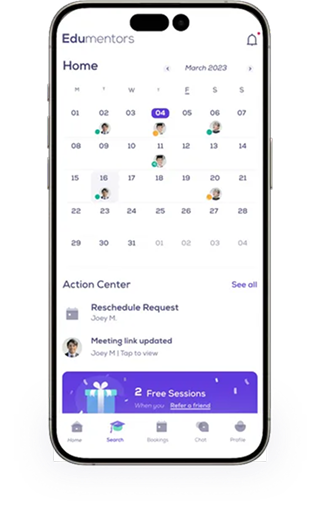 Edumentors
Home
March 2023
M T W T F S S
01 02 03 04 05 06 07
08 09 10 11 12 13 14
15 16 17 18 19 20 21
22 23 24 25 26 27 28
29 30 31 01 02 03 04
Action Center See all
Reschedule Request
Joey M.
Meeting link updated
Joey M | Tap to view
2 Free Sessions
When you Refer a friend
Home Search Bookings Chat Profile